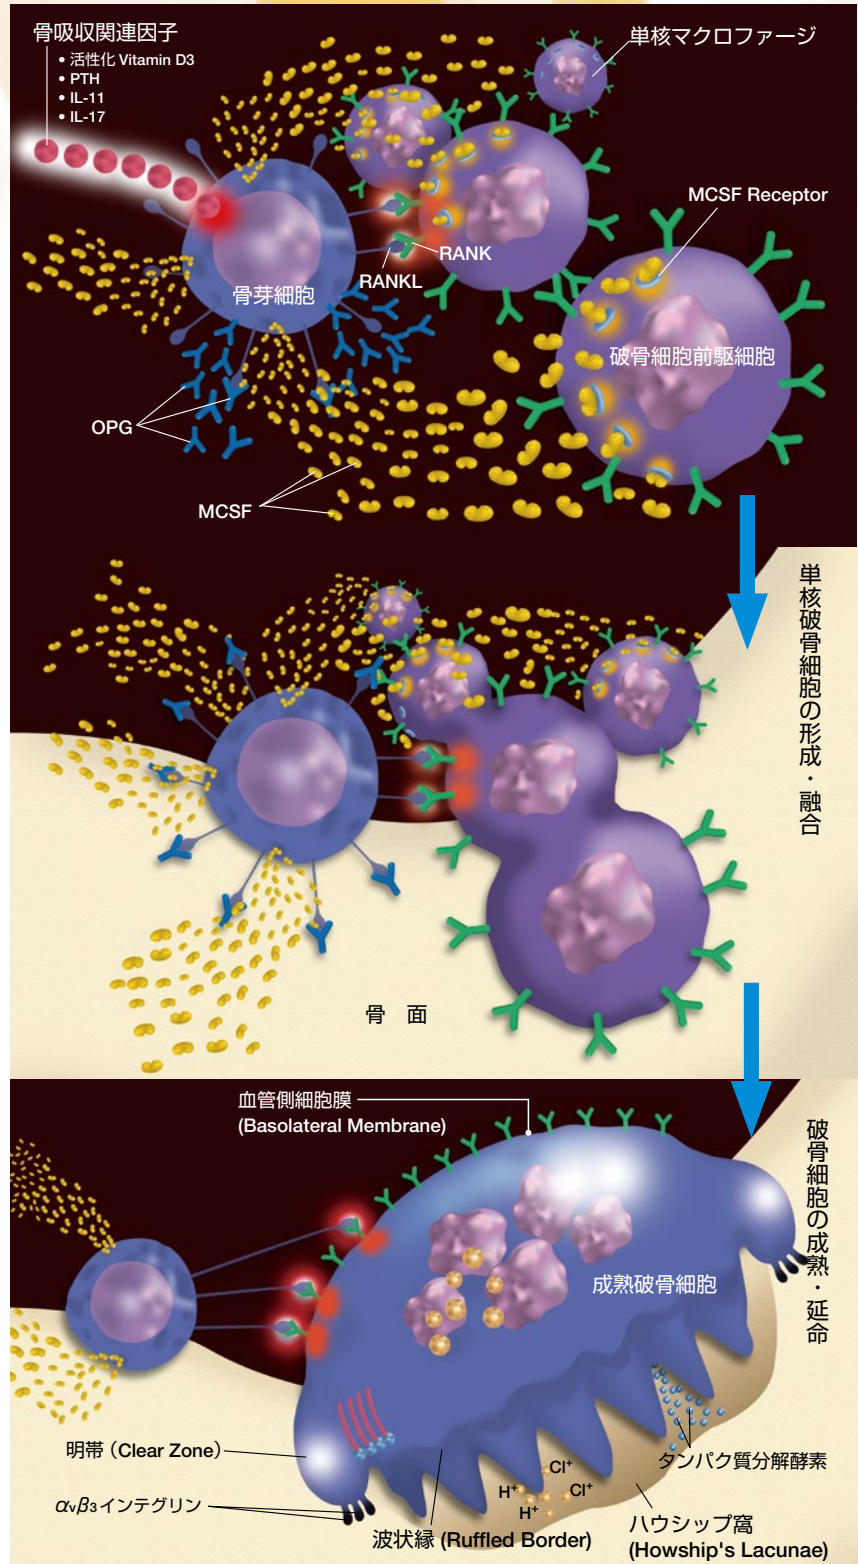 骨吸収関連因子
• 活性化 Vitamin D3
• PTH
• IL-11
• IL-17
単核マクロファージ
MCSF Receptor
RANK
RANKL
骨芽細胞
破骨細胞前駆細胞
OPG
MCSF
単核破骨細胞の形成・融合
骨 面
血管側細胞膜
(Basolateral Membrane)
破骨細胞の成熟・延命
成熟破骨細胞
明帯 (Clear Zone)
タンパク質分解酵素
Cl+
H+
Cl+
H+
αvβ3インテグリン
波状縁 (Ruffled Border)
ハウシップ窩
(Howship's Lacunae)